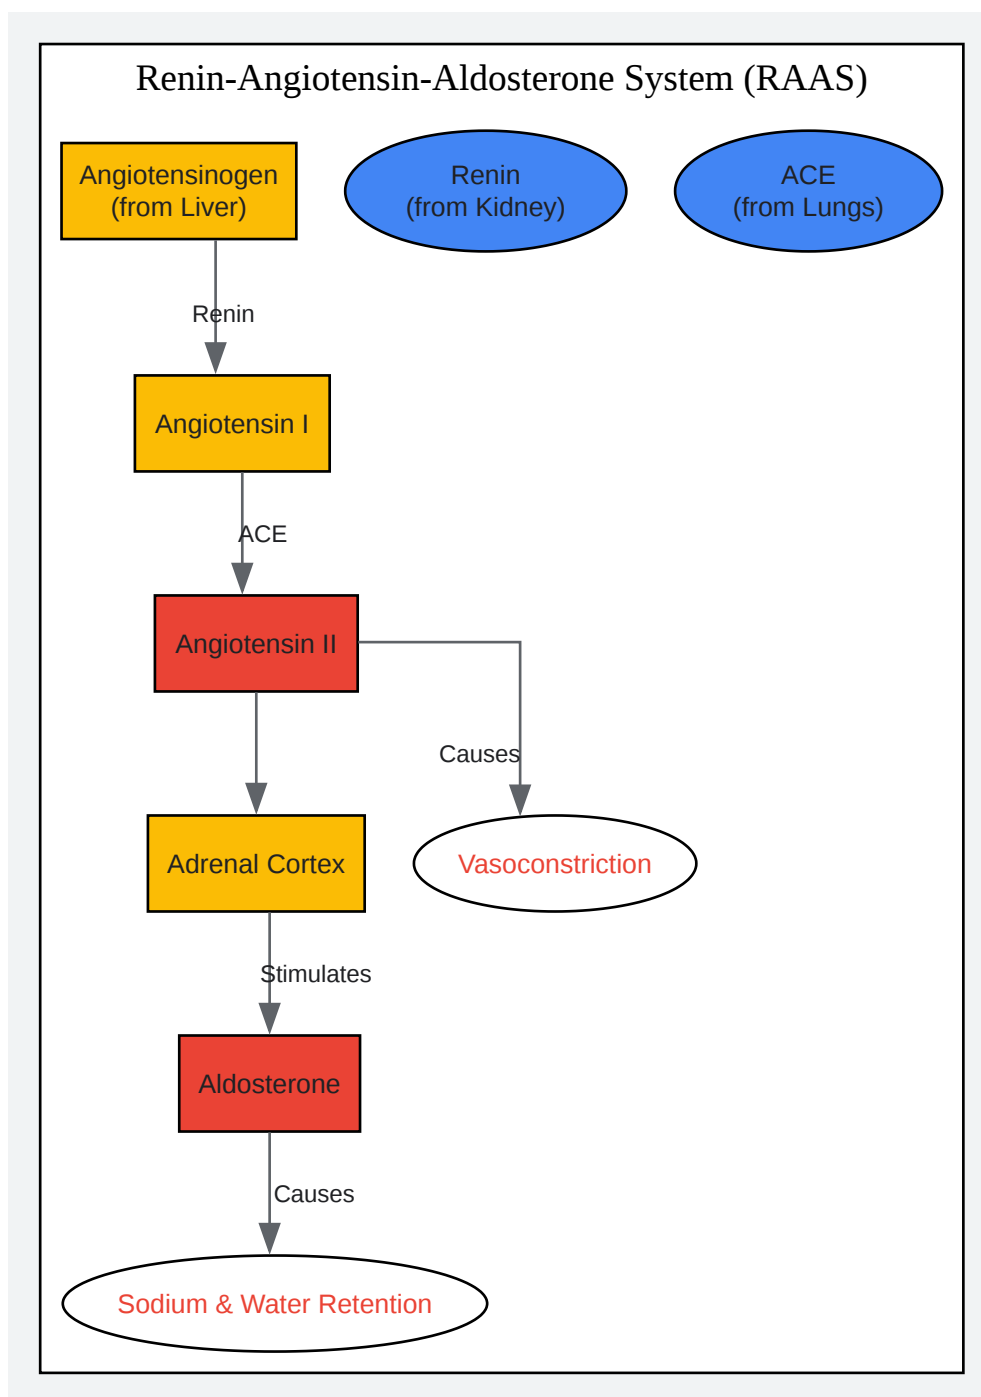 Renin-Angiotensin-Aldosterone System (RAAS)
Angiotensinogen
(from Liver)
Renin
(from Kidney)
ACE
(from Lungs)
Renin
Angiotensin I
ACE
Angiotensin II
Causes
Adrenal Cortex
Vasoconstriction
Stimulates
Aldosterone
Causes
Sodium & Water Retention